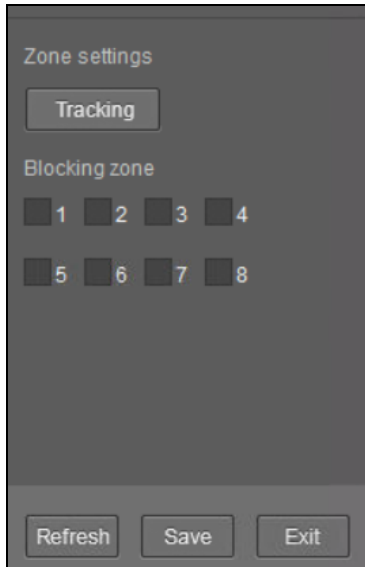 Zone settings
Tracking
Blocking zone
1 2 3 4
5 6 7 8
Refresh Save Exit